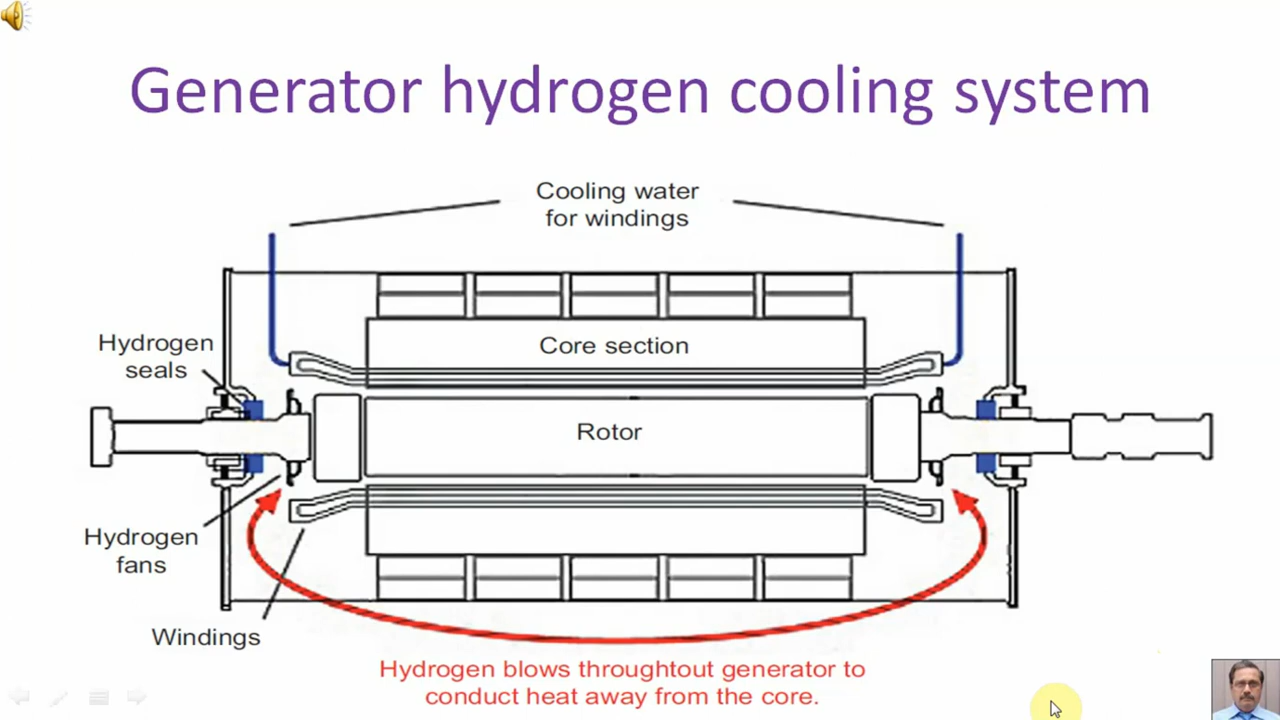 Generator hydrogen cooling system
Cooling water
for windings
Hydrogen
seals
Core section
Rotor
Hydrogen
fans
Windings
Hydrogen blows throughtout generator to
conduct heat away from the core.